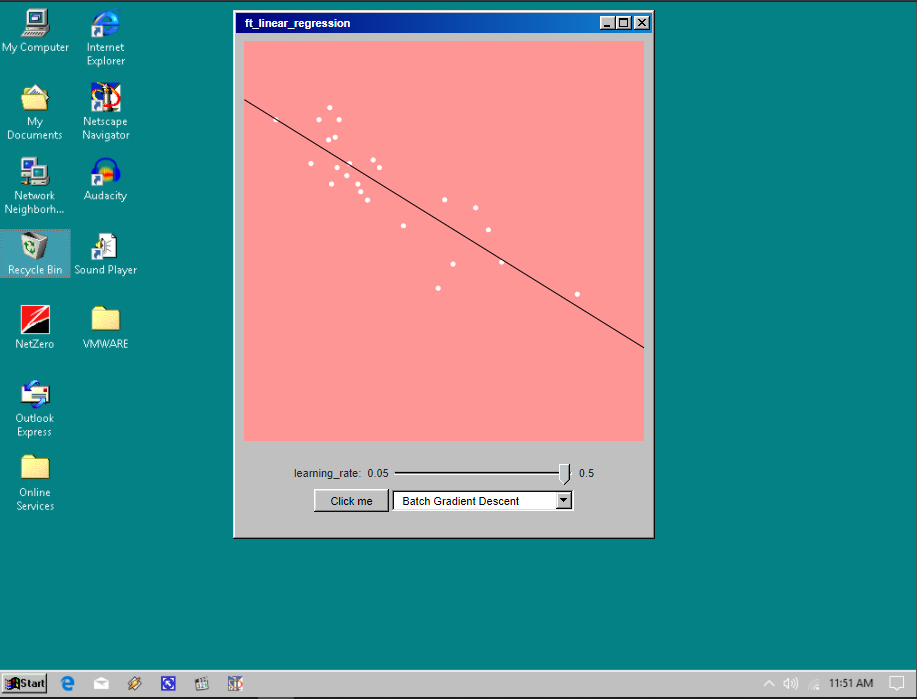 My Computer
Internet
Explorer
My
Documents
Netscape
Navigator
Network
Neighborh...
Audacity
Recycle Bin
Sound Player
NetZero
VMWARE
Outlook
Express
Online
Services
ft_linear_regression
learning_rate: 0.05
0.5
Click me
Batch Gradient Descent
Start
11:51 AM